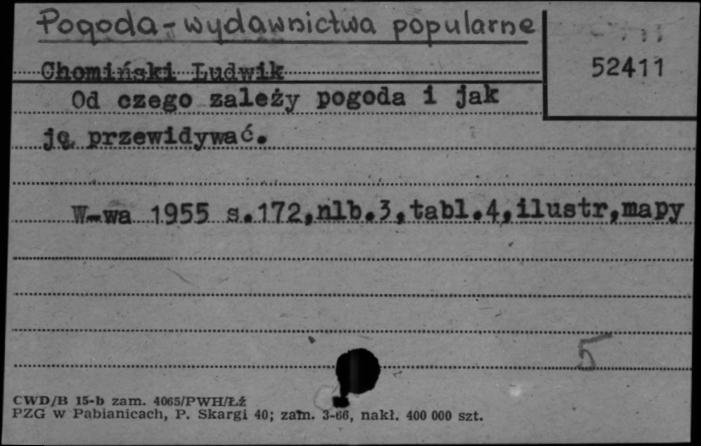 Pogoda - wydawnictwa popularne
52411
Chomiński Ludwik
Od czego zależy pogoda i jak
ją przewidywać.
W-wa 1955 s.172,nlb.3,tabl.4,ilustr,mapy
5
CWD/B 15-b zam. 4065/PWH/Łź
PZG w Pabianicach, P. Skargi 40; zam. 3-66, nakł. 400 000 szt.